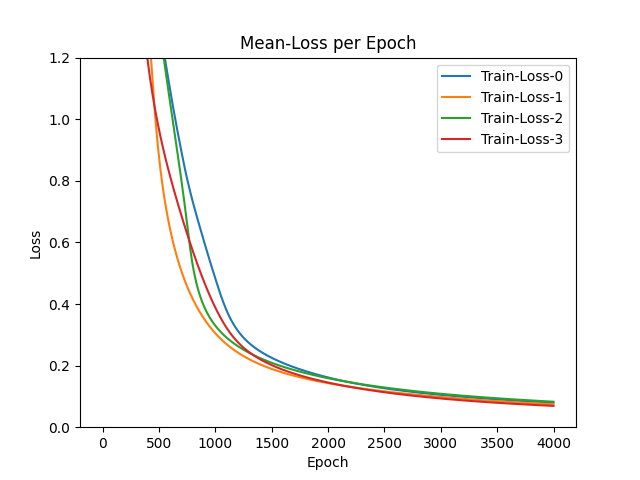 Mean-Loss per Epoch
1.2
1.0
0.8
0.6
0.4
0.2
0.0
Loss
Train-Loss-0
Train-Loss-1
Train-Loss-2
Train-Loss-3
0 500 1000 1500 2000 2500 3000 3500 4000
Epoch